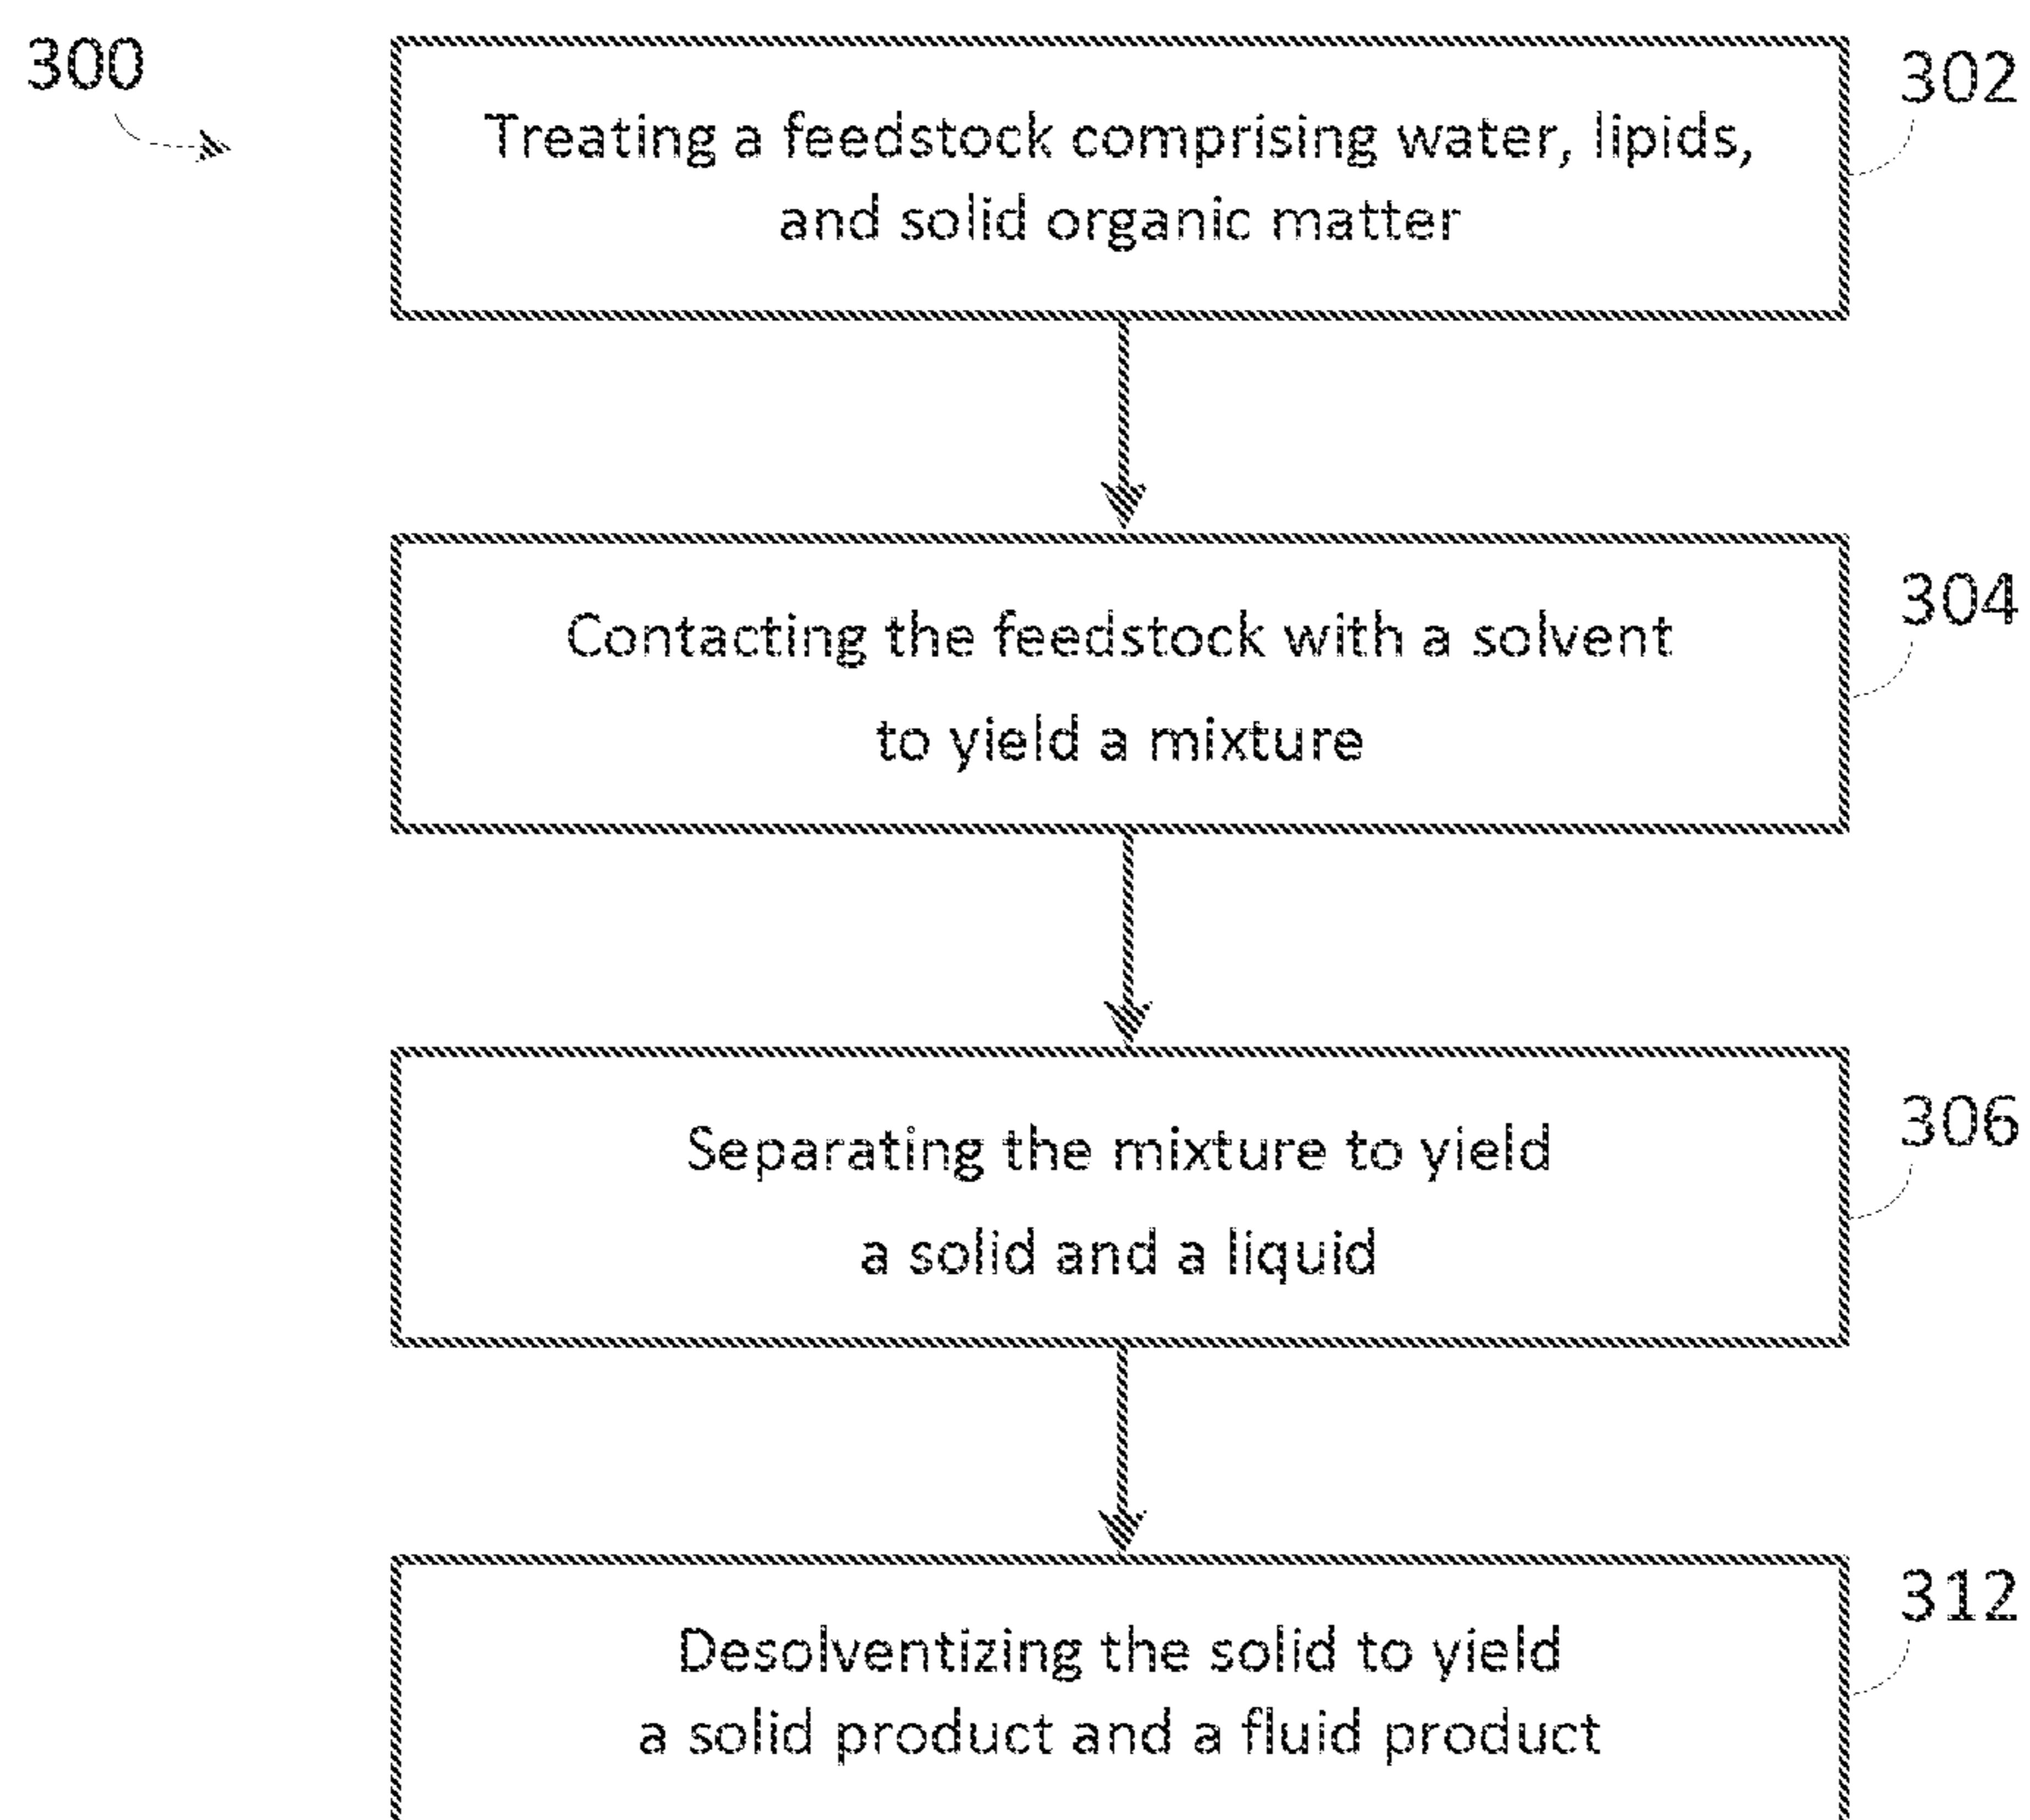 300
302
Treating a feedstock comprising water, lipids,
and solid organic matter
304
Contacting the feedstock with a solvent
to yield a mixture
306
Separating the mixture to yield
a solid and a liquid
312
Desolventizing the solid to yield
a solid product and a fluid product